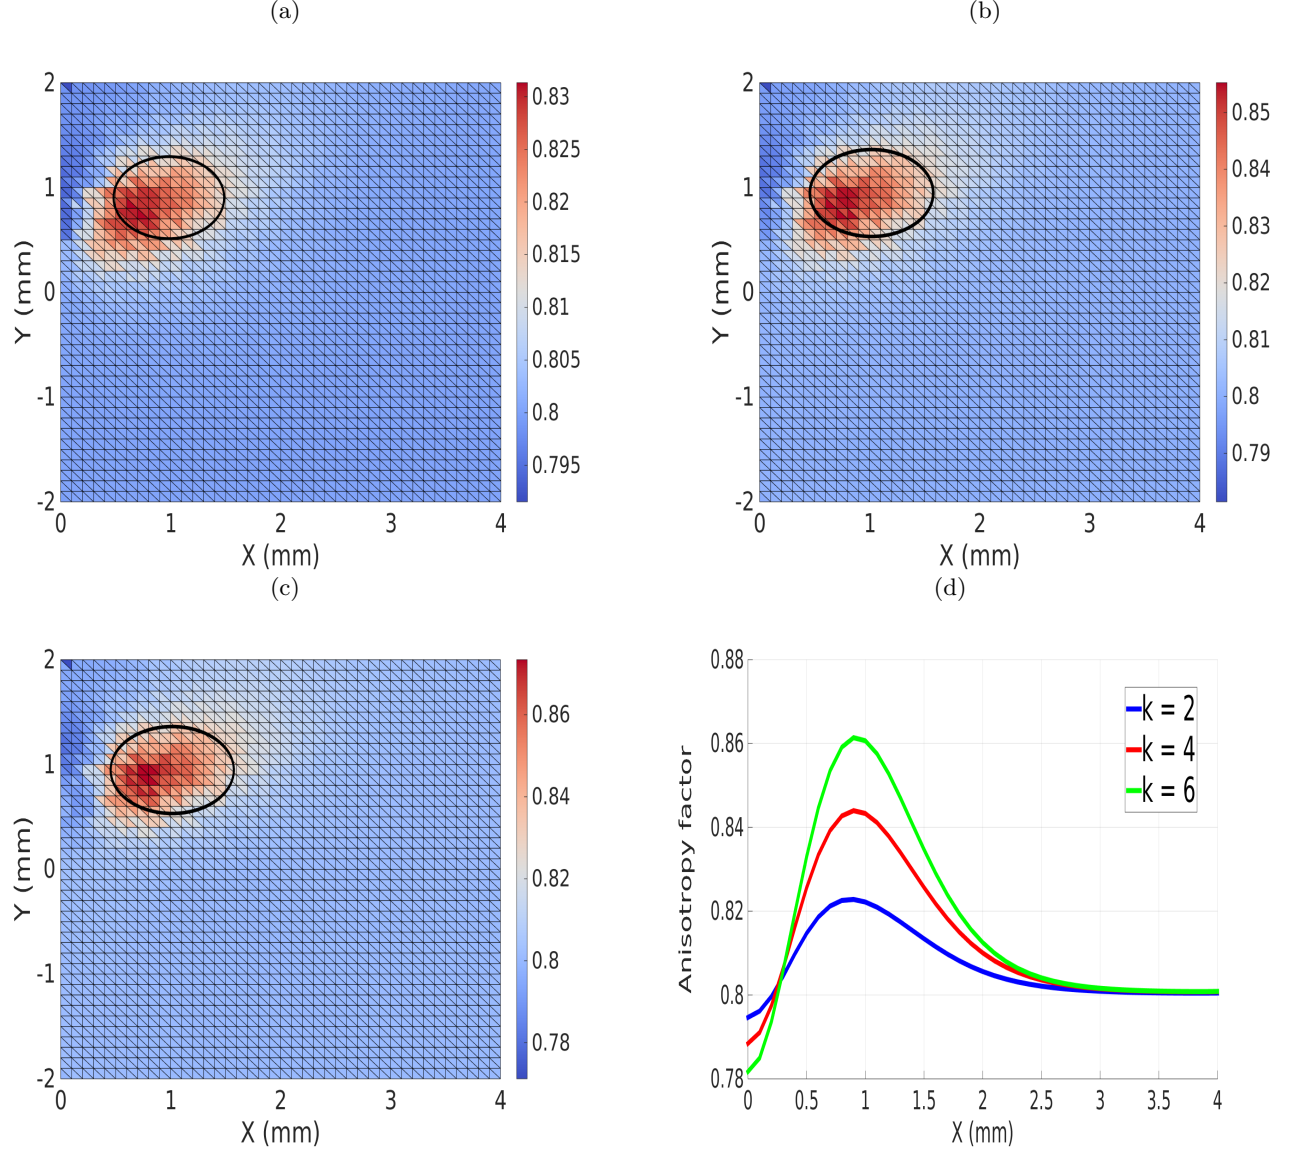 (a)
2
1
0
-1
-2
Y (mm)
0 1 2 3 4
X (mm)
0.83
0.825
0.82
0.815
0.81
0.805
0.8
0.795
(b)
2
1
0
-1
-2
Y (mm)
0 1 2 3 4
X (mm)
0.85
0.84
0.83
0.82
0.81
0.8
0.79
(c)
2
1
0
-1
-2
Y (mm)
0 1 2 3 4
X (mm)
0.86
0.84
0.82
0.8
0.78
(d)
0.88
0.86
0.84
0.82
0.8
0.78
Anisotropy factor
k = 2
k = 4
k = 6
0 0.5 1 1.5 2 2.5 3 3.5 4
X (mm)